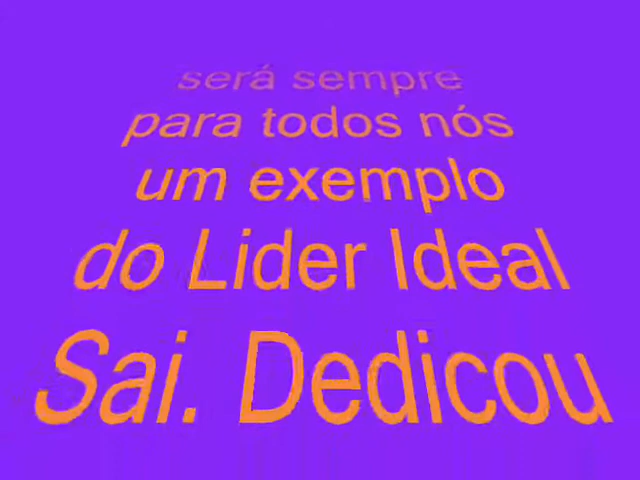 será sempre
para todos nós
um exemplo
do Lider Ideal
Sai. Dedicou